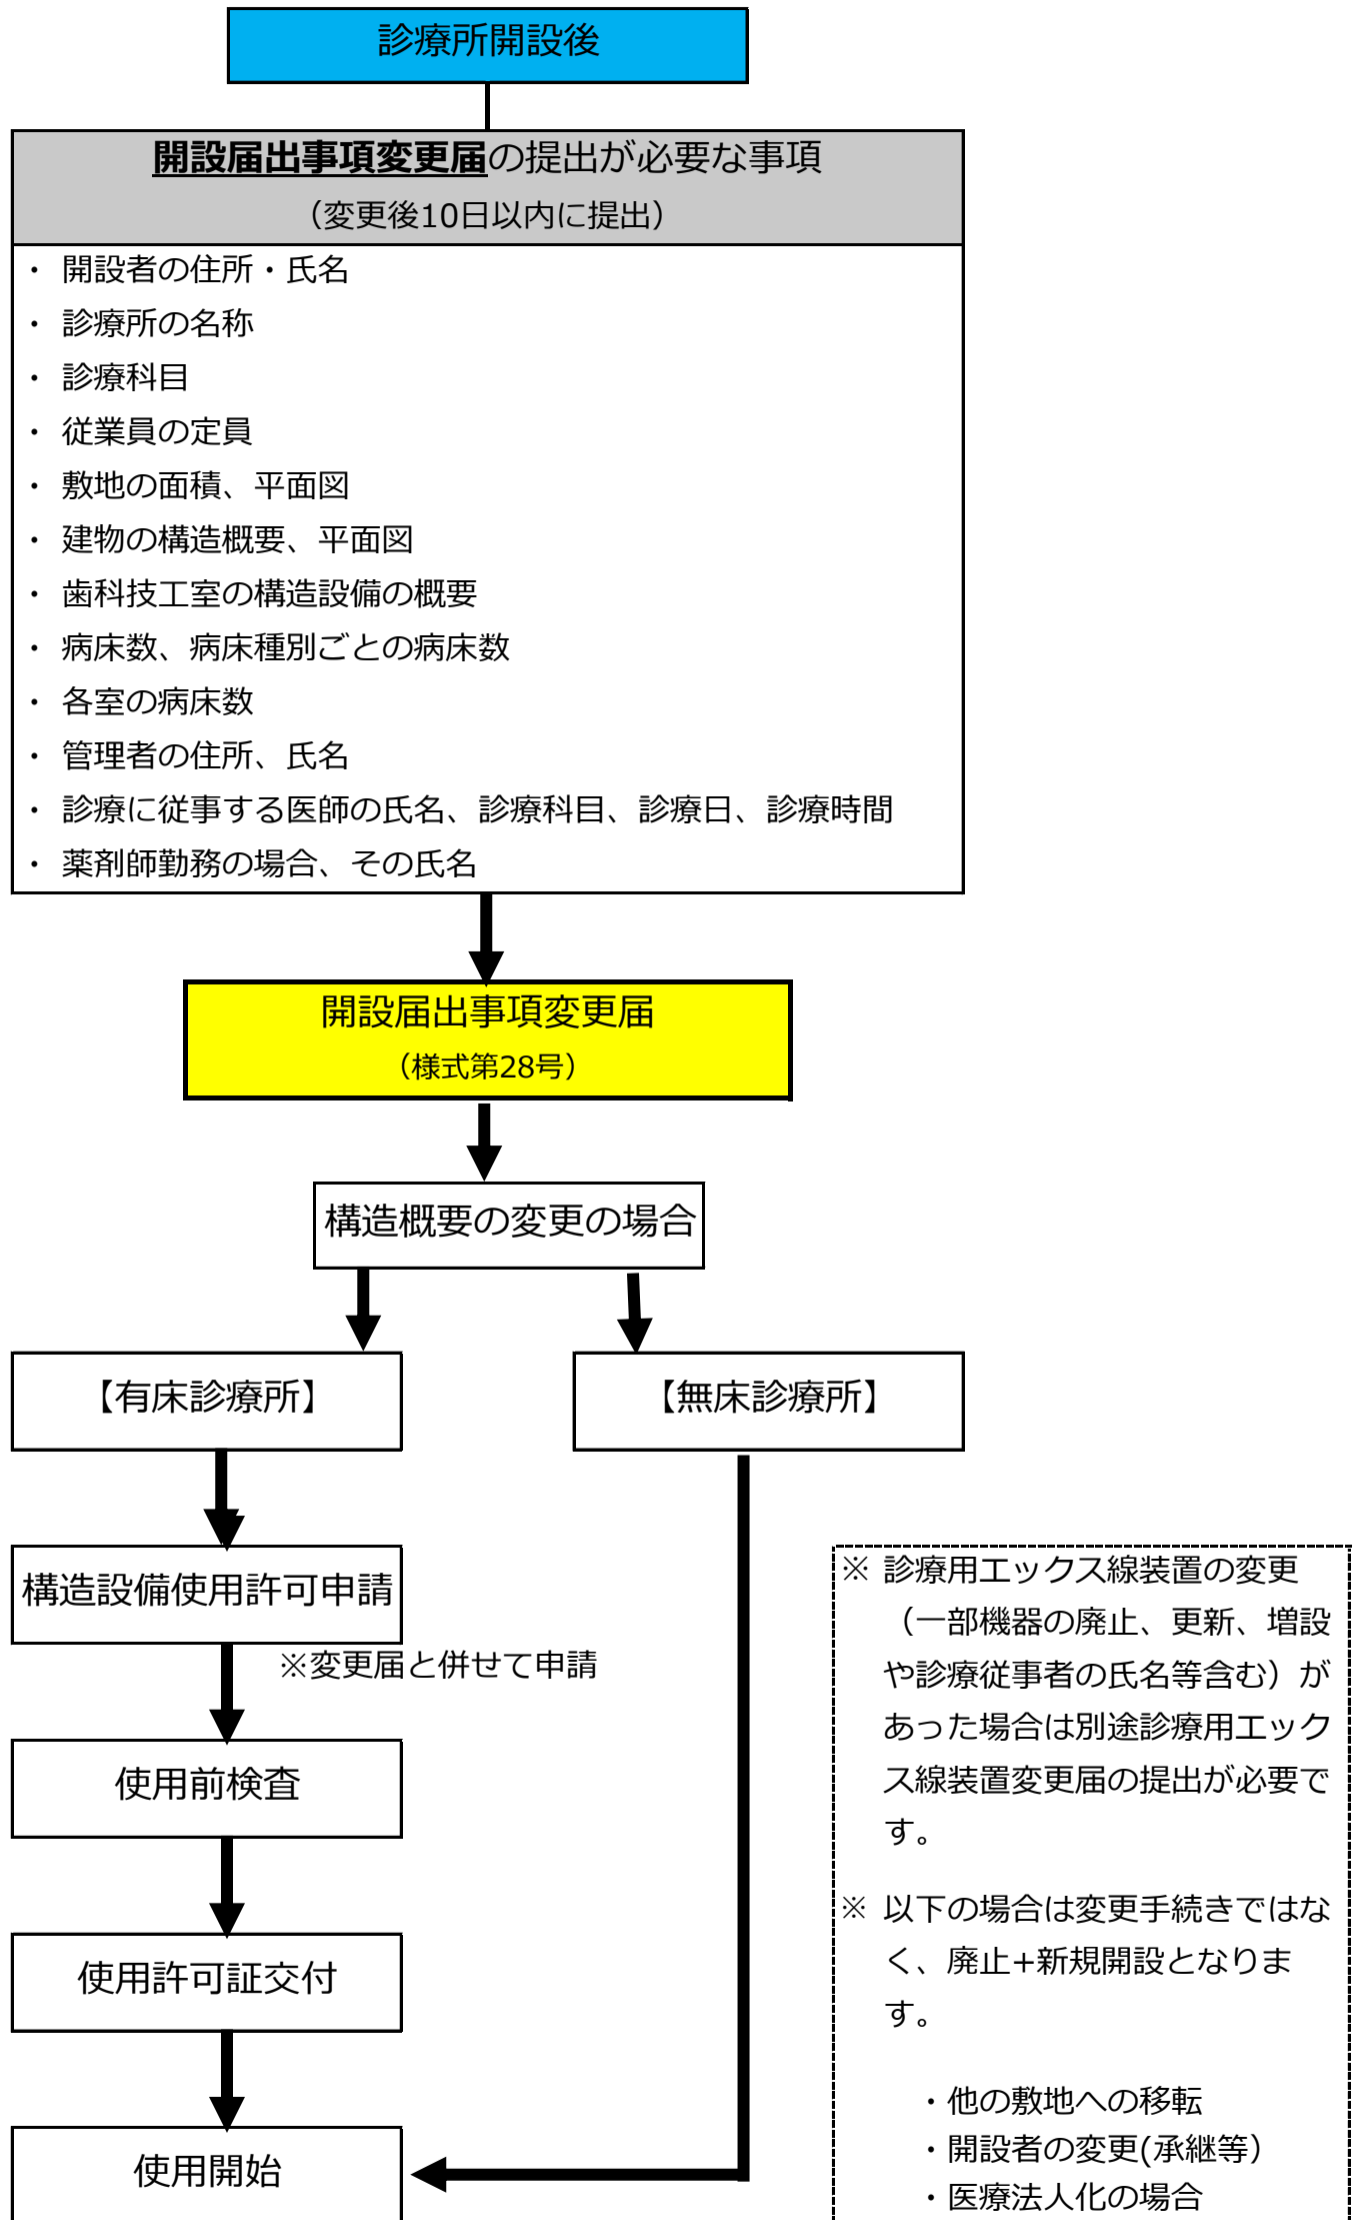 診療所開設後
開設届出事項変更届の提出が必要な事項
（変更後10日以内に提出）
・ 開設者の住所・氏名
・ 診療所の名称
・ 診療科目
・ 従業員の定員
・ 敷地の面積、平面図
・ 建物の構造概要、平面図
・ 歯科技工室の構造設備の概要
・ 病床数、病床種別ごとの病床数
・ 各室の病床数
・ 管理者の住所、氏名
・ 診療に従事する医師の氏名、診療科目、診療日、診療時間
・ 薬剤師勤務の場合、その氏名
開設届出事項変更届
（様式第28号）
構造概要の変更の場合
【有床診療所】
【無床診療所】
構造設備使用許可申請
※変更届と併せて申請
使用前検査
使用許可証交付
使用開始
※ 診療用エックス線装置の変更
（一部機器の廃止、更新、増設
や診療従事者の氏名等含む）が
あった場合は別途診療用エック
ス線装置変更届の提出が必要で
す。
※ 以下の場合は変更手続きではな
く、廃止+新規開設となりま
す。
・他の敷地への移転
・開設者の変更(承継等）
・医療法人化の場合